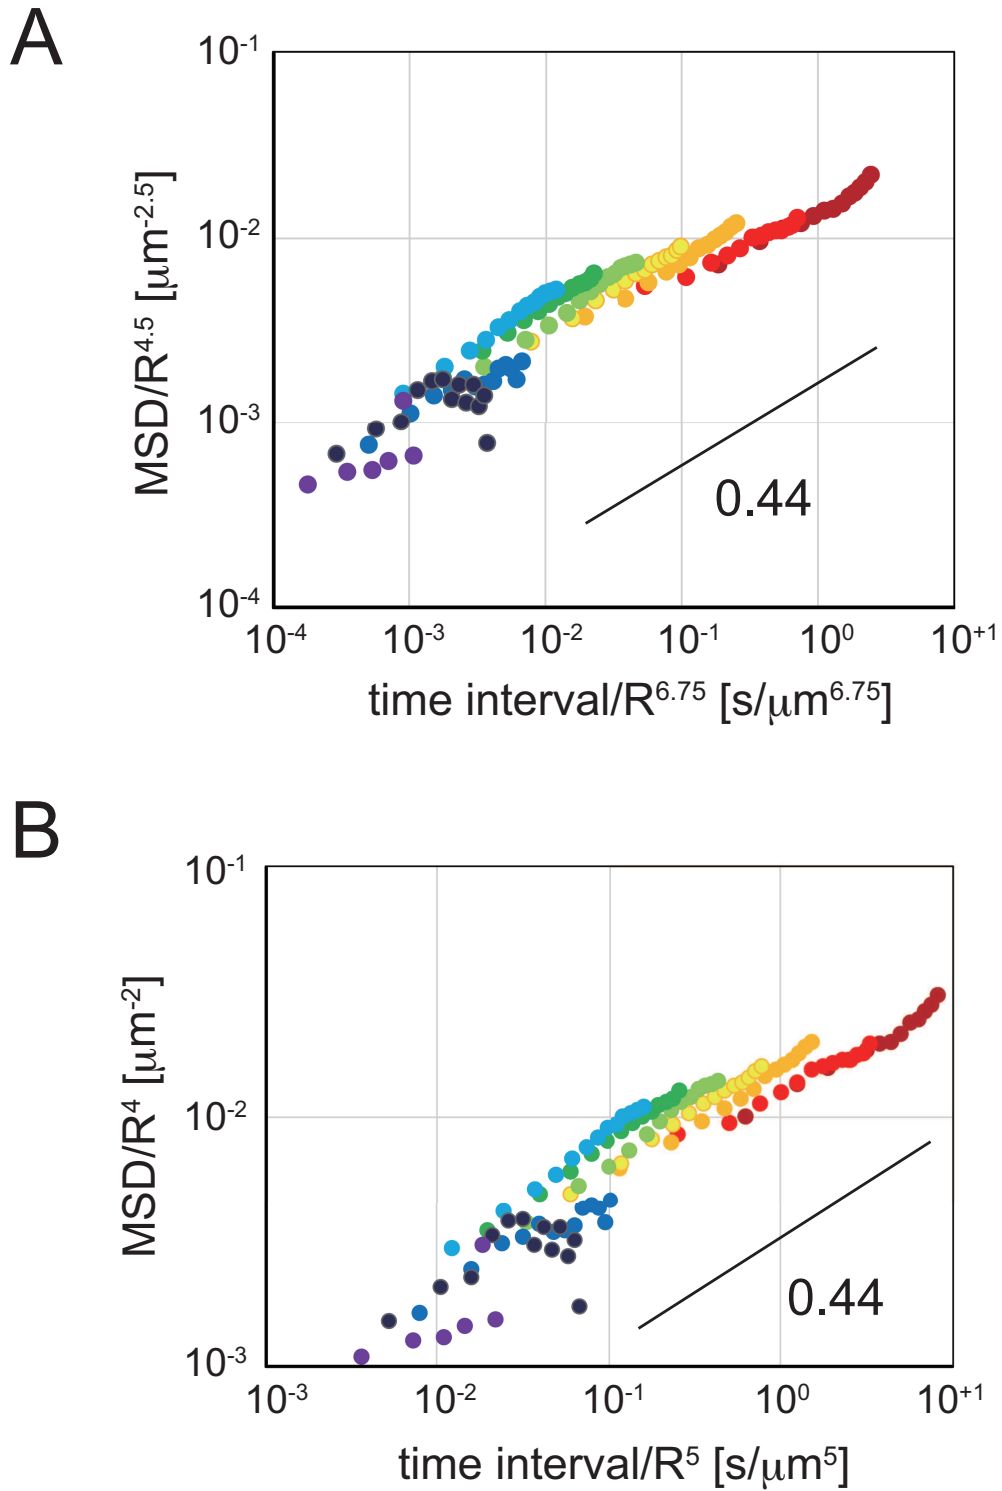 A
10⁻¹
10⁻²
10⁻³
10⁻⁴
MSD/R⁴·⁵ [μm⁻²·⁵]
0.44
10⁻⁴ 10⁻³ 10⁻² 10⁻¹ 10⁰ 10⁺¹
time interval/R⁶·⁷⁵ [s/μm⁶·⁷⁵]
B
10⁻¹
10⁻²
10⁻³
MSD/R⁴ [μm⁻²]
0.44
10⁻³ 10⁻² 10⁻¹ 10⁰ 10⁺¹
time interval/R⁵ [s/μm⁵]